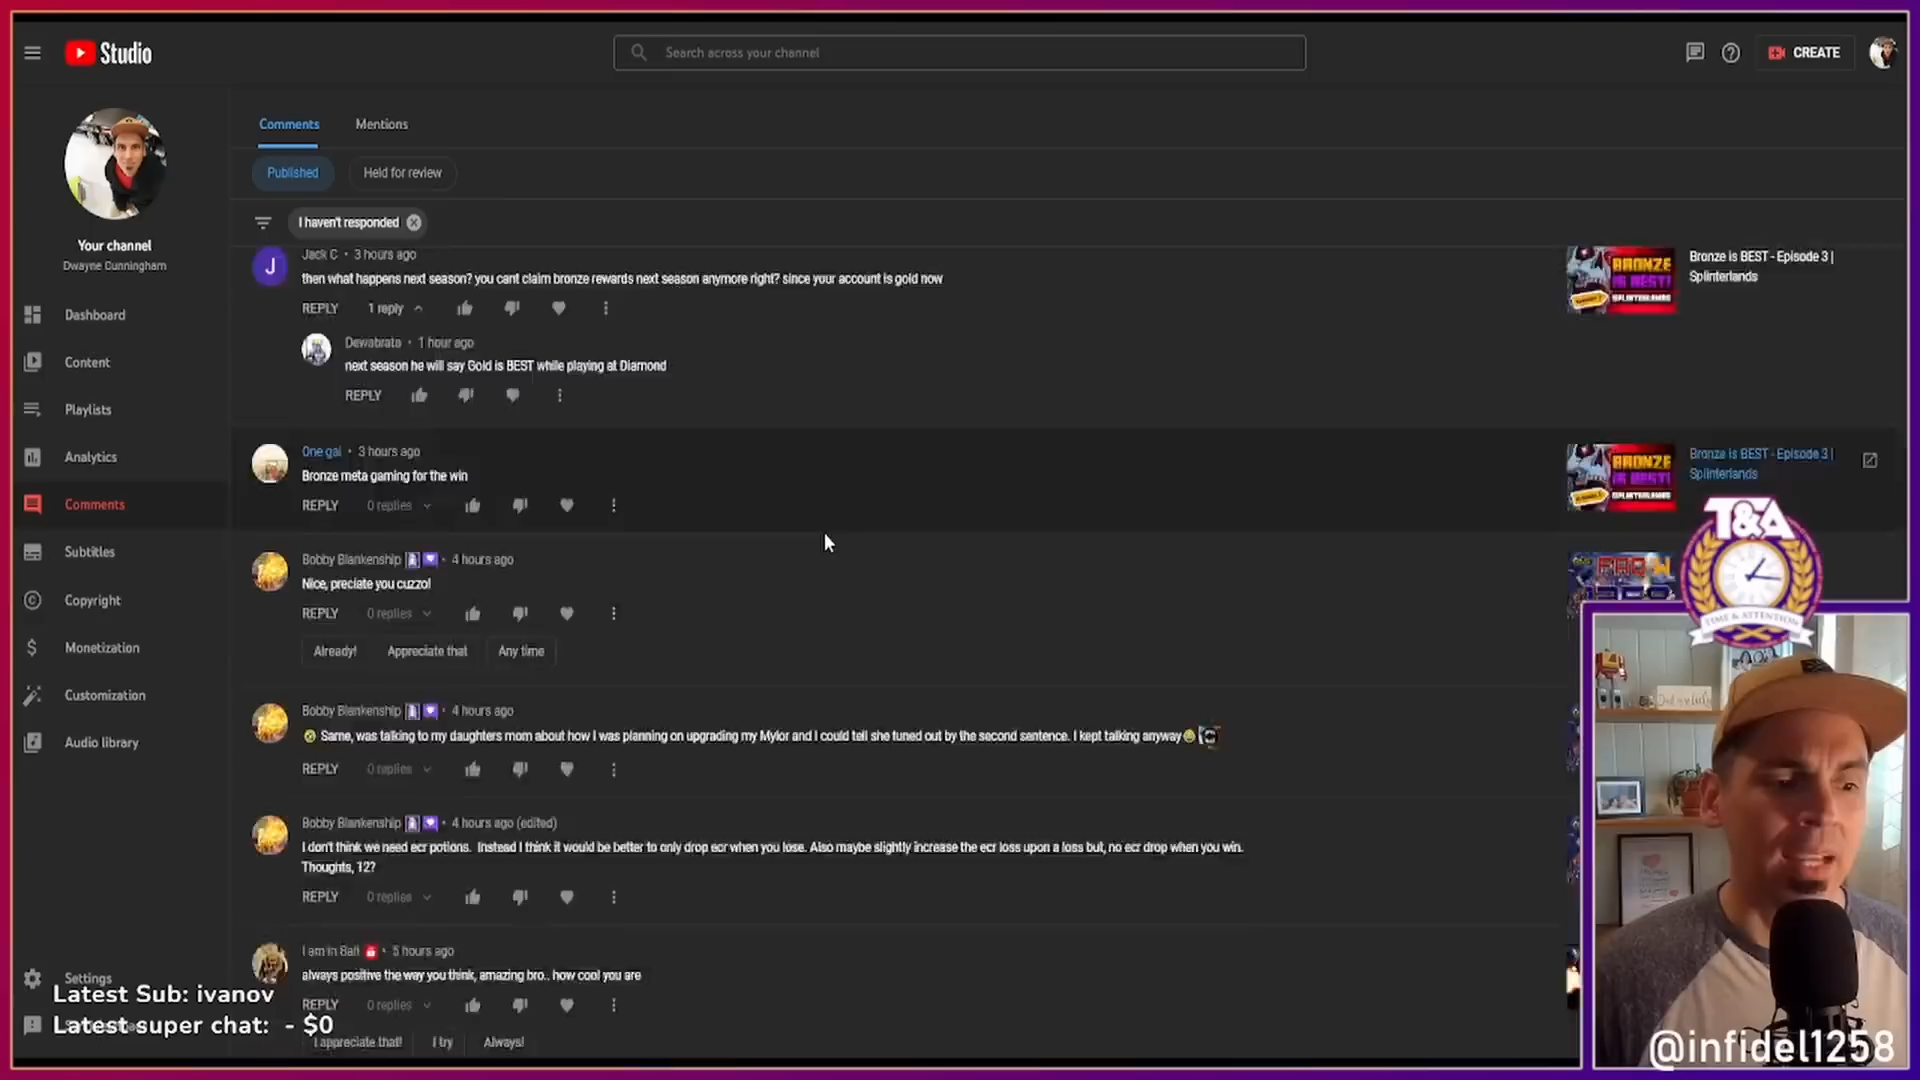 Studio
Search across your channel
CREATE
Your channel
Dwayne Cunningham
Dashboard
Content
Playlists
Analytics
Comments
Subtitles
Copyright
Monetization
Customization
Audio library
Settings
Latest Sub: ivanov
Latest super chat: - $0
Comments
Mentions
Published
Held for review
I haven't responded
Jack C • 3 hours ago
then what happens next season? you cant claim bronze rewards next season anymore right? since your account is gold now
REPLY 1 reply
Dewabrata • 1 hour ago
next season he will say Gold is BEST while playing at Diamond
REPLY
Bronze is BEST - Episode 3 |
Splinterlands
BRONZE
IS BEST!
SPLINTERLANDS
One gai • 3 hours ago
Bronze meta gaming for the win
REPLY 0 replies
Bronze is BEST - Episode 3 |
Splinterlands
BRONZE
IS BEST!
SPLINTERLANDS
Bobby Blankenship • 4 hours ago
Nice, preciate you cuzzo!
REPLY 0 replies
Already! Appreciate that Any time
Bobby Blankenship • 4 hours ago
Same, was talking to my daughters mom about how I was planning on upgrading my Mylor and I could tell she tuned out by the second sentence. I kept talking anyway
REPLY 0 replies
Bobby Blankenship • 4 hours ago (edited)
I don't think we need ecr potions. Instead I think it would be better to only drop ecr when you lose. Also maybe slightly increase the ecr loss upon a loss but, no ecr drop when you win.
Thoughts, 12?
REPLY 0 replies
I am in Bali • 5 hours ago
always positive the way you think, amazing bro.. how cool you are
REPLY 0 replies
I appreciate that! I try Always!
T&A
TIME & ATTENTION
@infidel1258